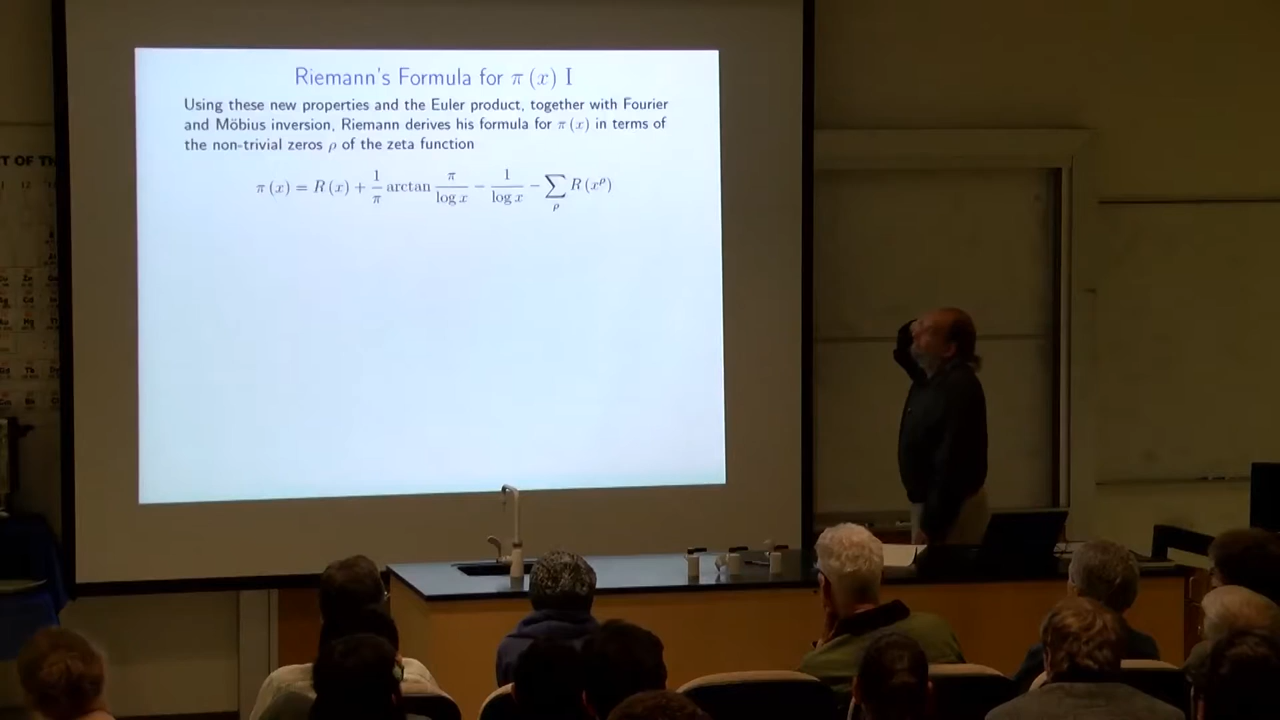 Riemann's Formula for π (x) I
Using these new properties and the Euler product, together with Fourier
and Möbius inversion, Riemann derives his formula for π (x) in terms of
the non-trivial zeros ρ of the zeta function
π (x) = R (x) + 1/π arctan π/log x − 1/log x − ∑ρ R (x^ρ)
T OF TH